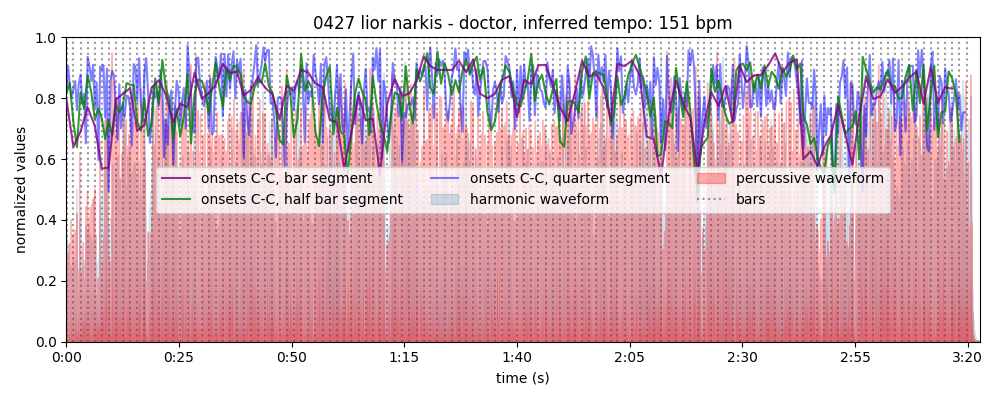 0427 lior narkis - doctor, inferred tempo: 151 bpm
1.0
0.8
0.6
0.4
0.2
0.0
normalized values
onsets C-C, bar segment
onsets C-C, half bar segment
onsets C-C, quarter segment
harmonic waveform
percussive waveform
bars
0:00 0:25 0:50 1:15 1:40 2:05 2:30 2:55 3:20
time (s)